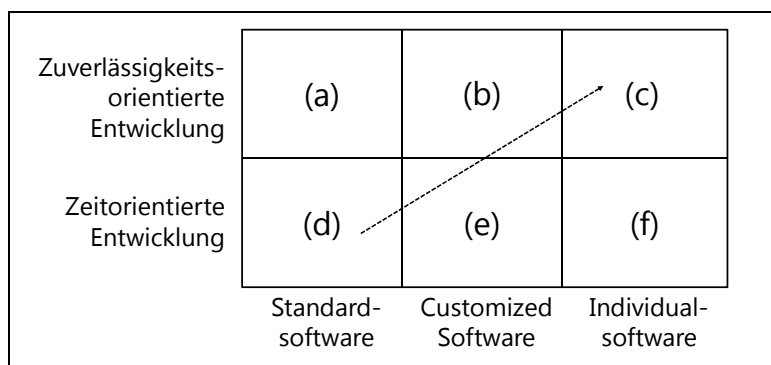 Zuverlässigkeits-
orientierte
Entwicklung
(a)
(b)
(c)
Zeitorientierte
Entwicklung
(d)
(e)
(f)
Standard-
software
Customized
Software
Individual-
software